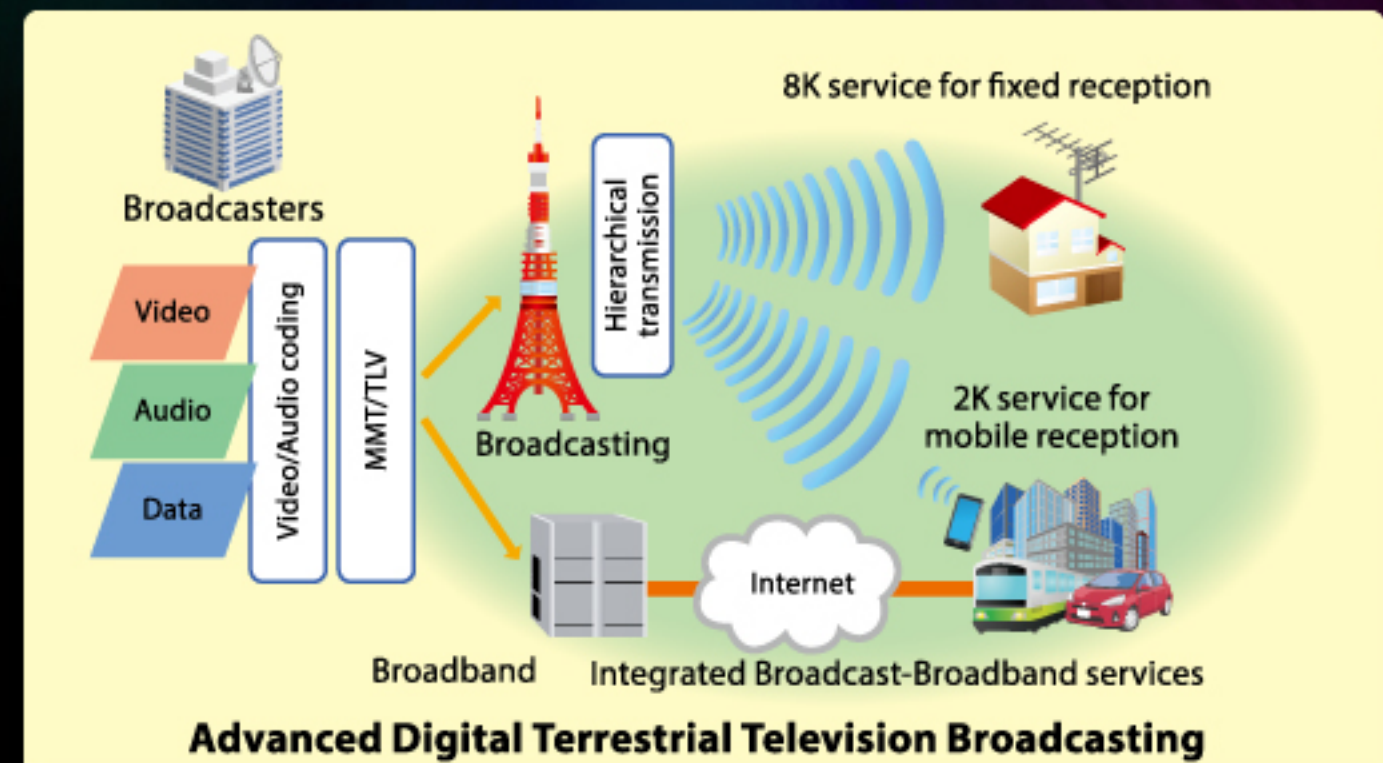 8K service for fixed reception
Broadcasters
Video
Audio
Data
Video/Audio coding
MMT/TLV
Hierarchical
transmission
Broadcasting
2K service for
mobile reception
Internet
Broadband
Integrated Broadcast-Broadband services
Advanced Digital Terrestrial Television Broadcasting